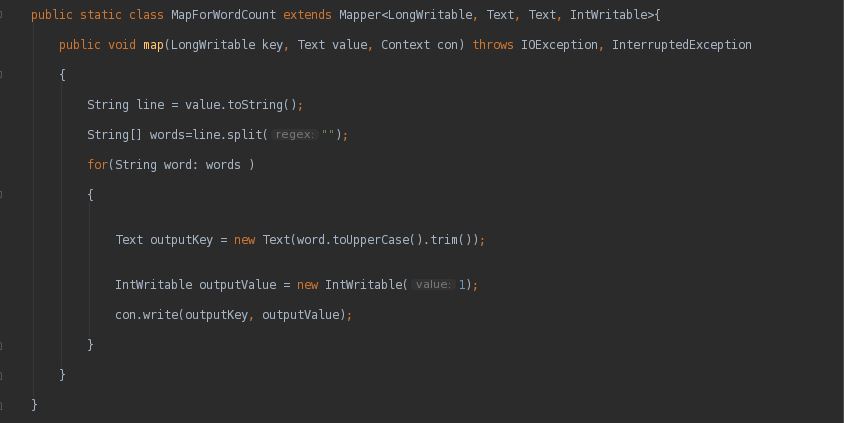 public static class MapForWordCount extends Mapper<LongWritable, Text, Text, IntWritable>{
public void map(LongWritable key, Text value, Context con) throws IOException, InterruptedException
{
String line = value.toString();
String[] words=line.split( regex: "");
for(String word: words )
{
Text outputKey = new Text(word.toUpperCase().trim());
IntWritable outputValue = new IntWritable( value: 1);
con.write(outputKey, outputValue);
}
}
}